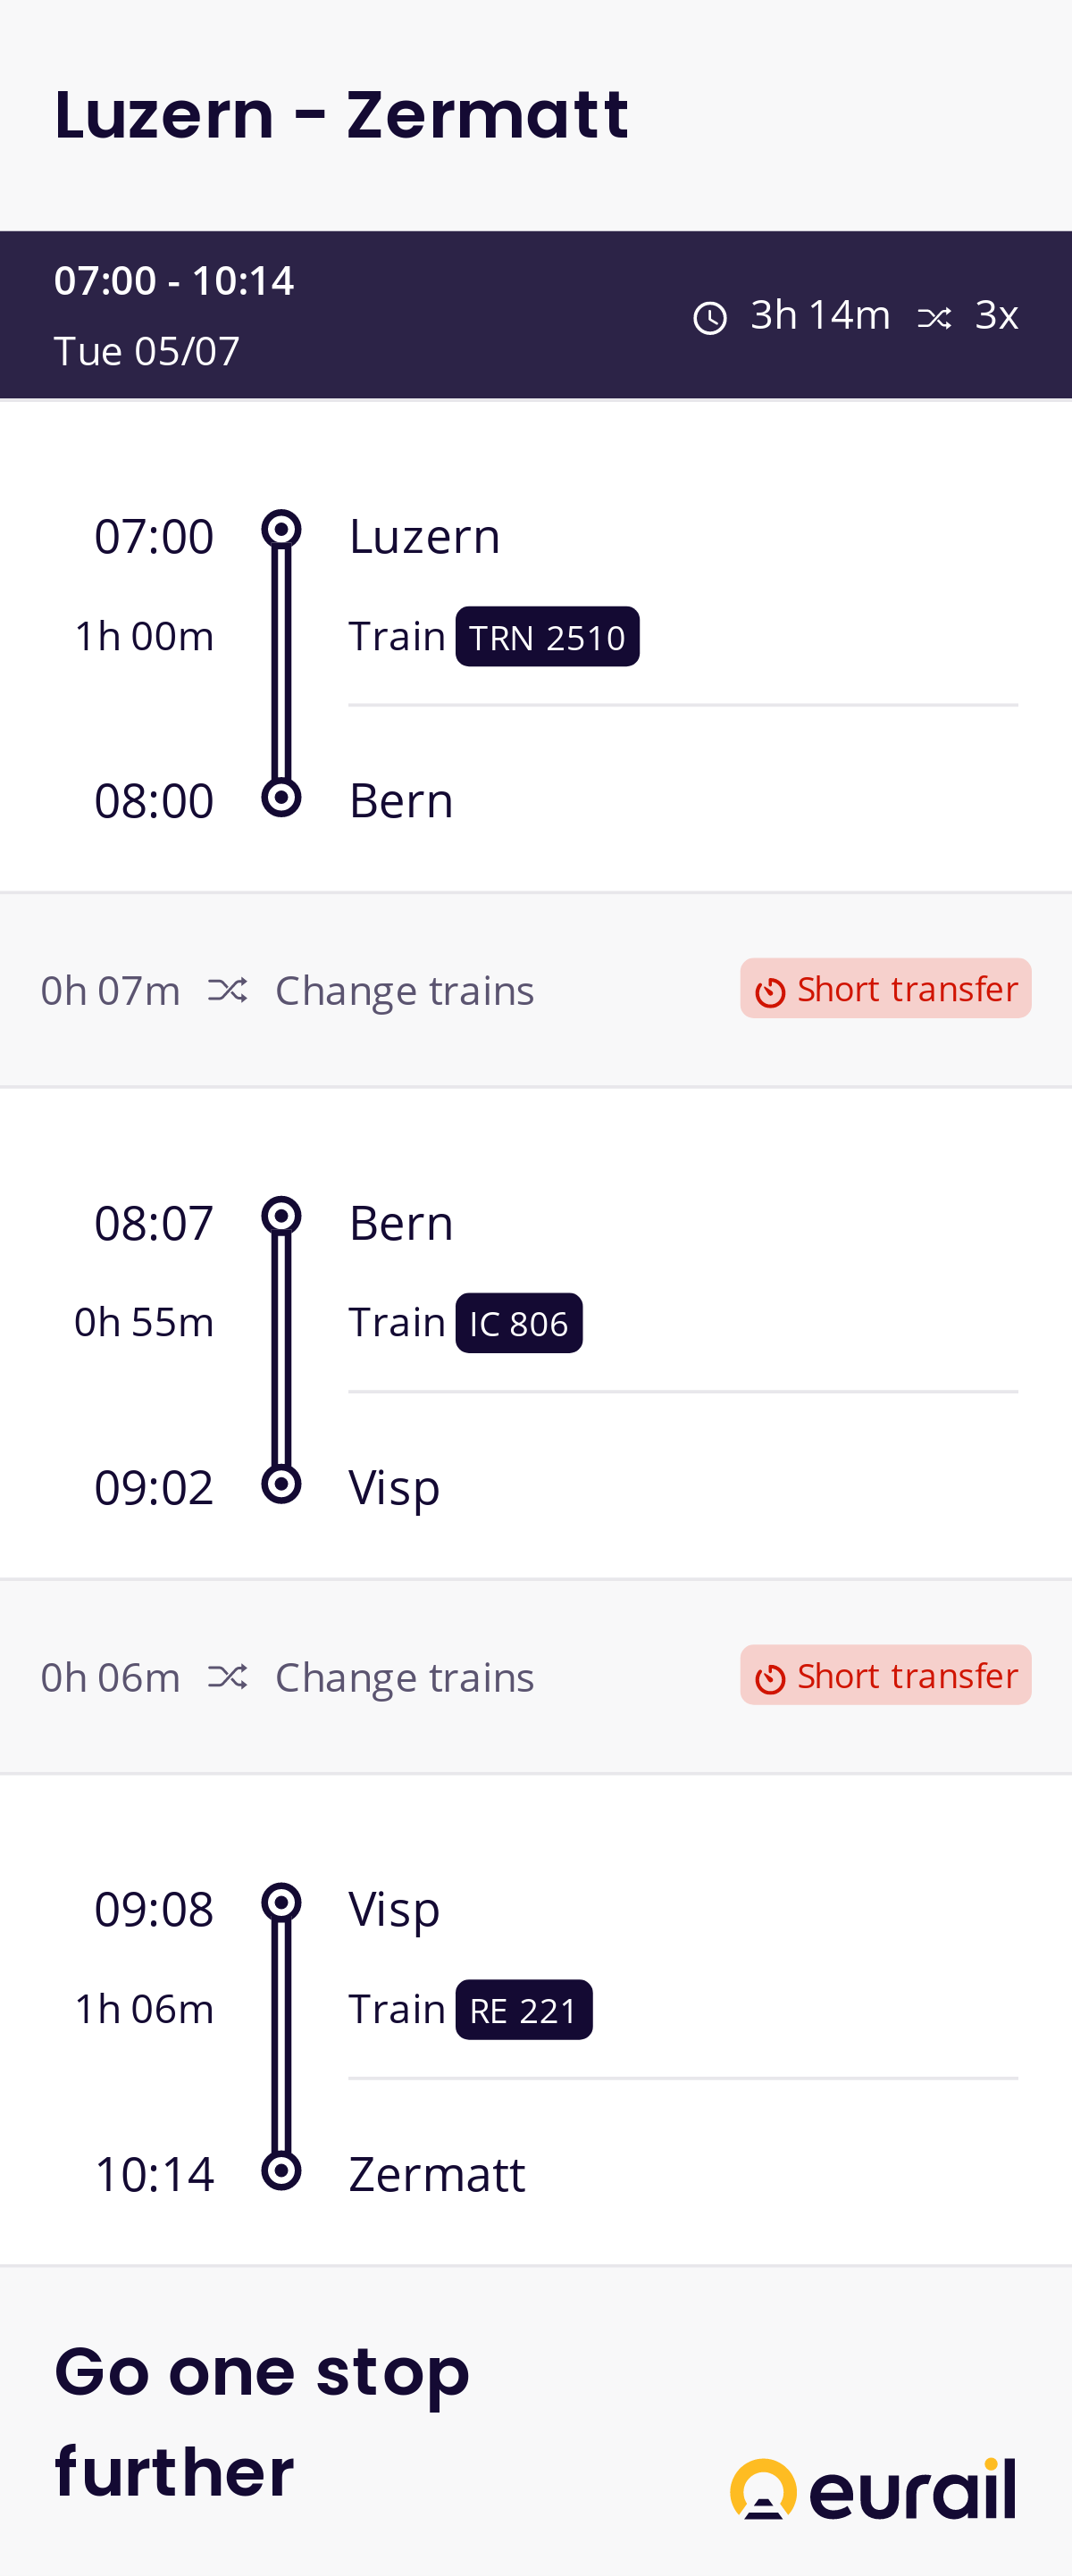 Luzern - Zermatt
07:00 - 10:14
Tue 05/07
3h 14m 3x
07:00 Luzern
1h 00m Train TRN 2510
08:00 Bern
0h 07m Change trains Short transfer
08:07 Bern
0h 55m Train IC 806
09:02 Visp
0h 06m Change trains Short transfer
09:08 Visp
1h 06m Train RE 221
10:14 Zermatt
Go one stop
further
eurail